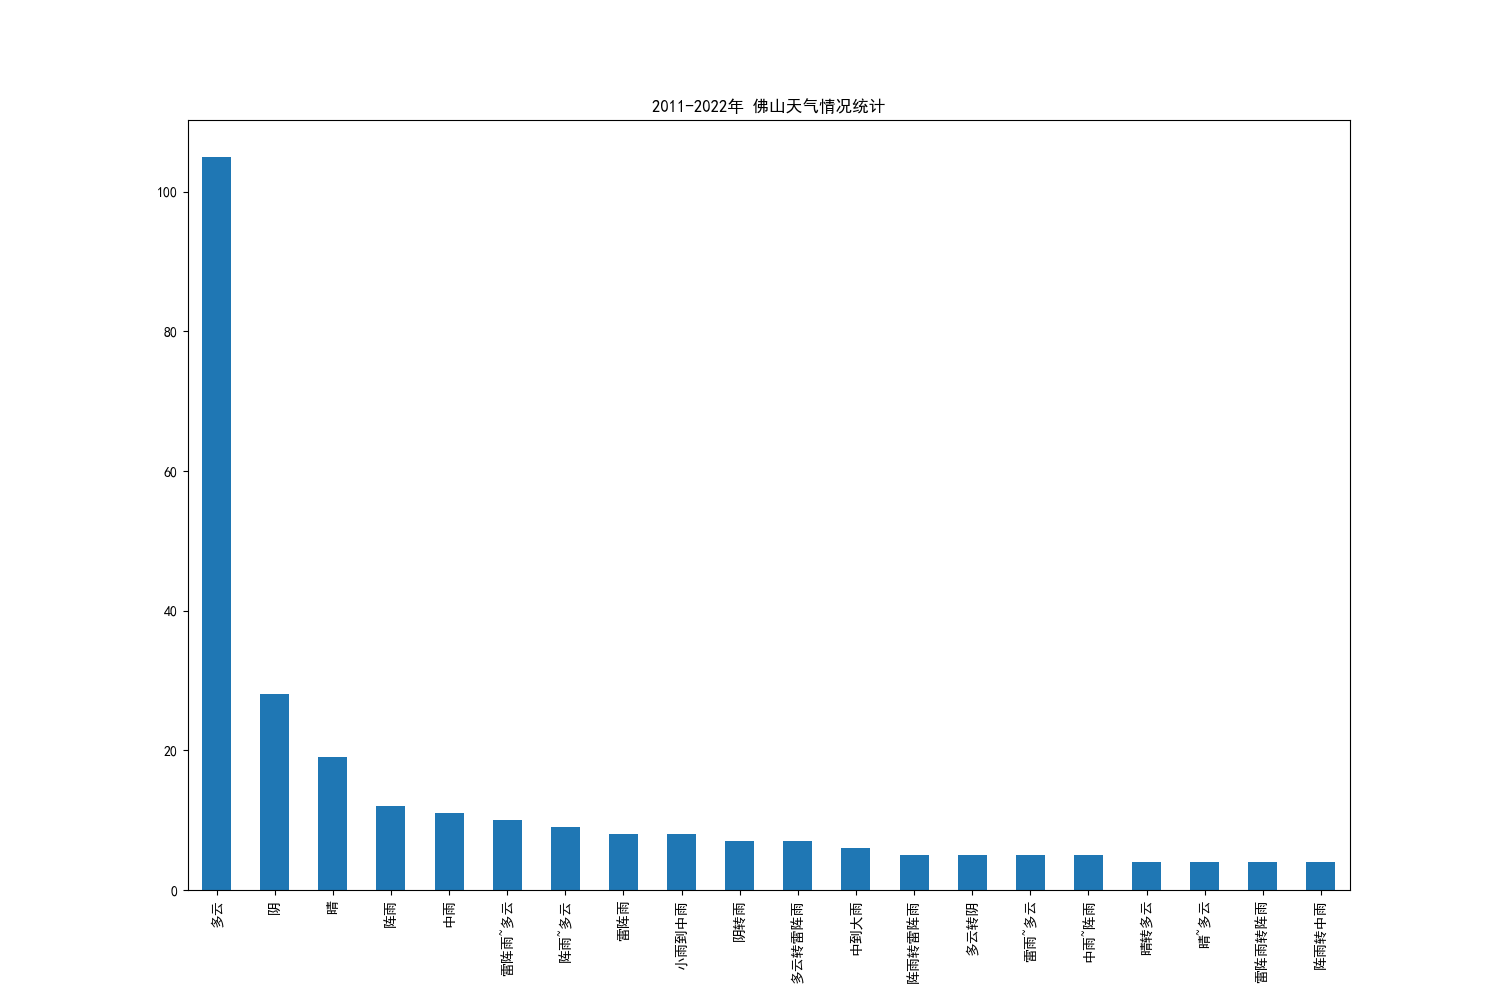 2011-2022年 佛山天气情况统计
100
80
60
40
20
0
多云
阴
晴
阵雨
中雨
雷阵雨~多云
阵雨~多云
雷阵雨
小雨到中雨
阴转雨
多云转雷阵雨
中到大雨
阵雨转雷阵雨
多云转阴
雷雨~多云
中雨~阵雨
晴转多云
晴~多云
雷阵雨转阵雨
阵雨转中雨